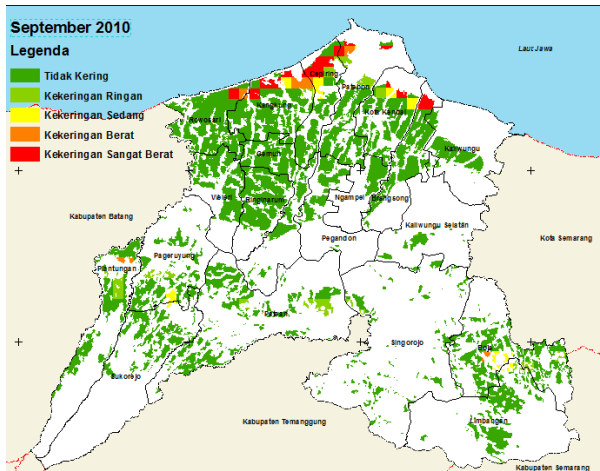 September 2010
Legenda
Tidak Kering
Kekeringan Ringan
Kekeringan Sedang
Kekeringan Berat
Kekeringan Sangat Berat
Laut Jawa
Cepiring
Patebon
Kangkung
Kota Kendal
Rowosari
Kaliwungu
Gemuh
Weleri
Ringinarum
Ngampel
Brangsong
Kabupaten Batang
Kaliwungu Selatan
Pegandon
Kota Semarang
Pageruyung
Plantungan
Patean
Singorojo
Boja
Sukorejo
Limbangan
Kabupaten Temanggung
Kabupaten Semarang